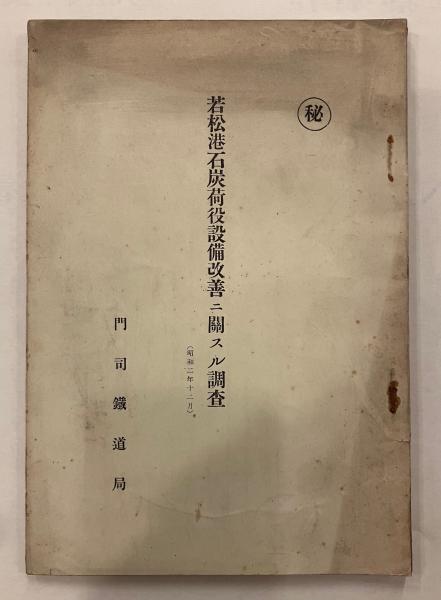 秘
若松港石炭荷役設備改善ニ關スル調査
（昭和二年十二月）。
門司鐵道局